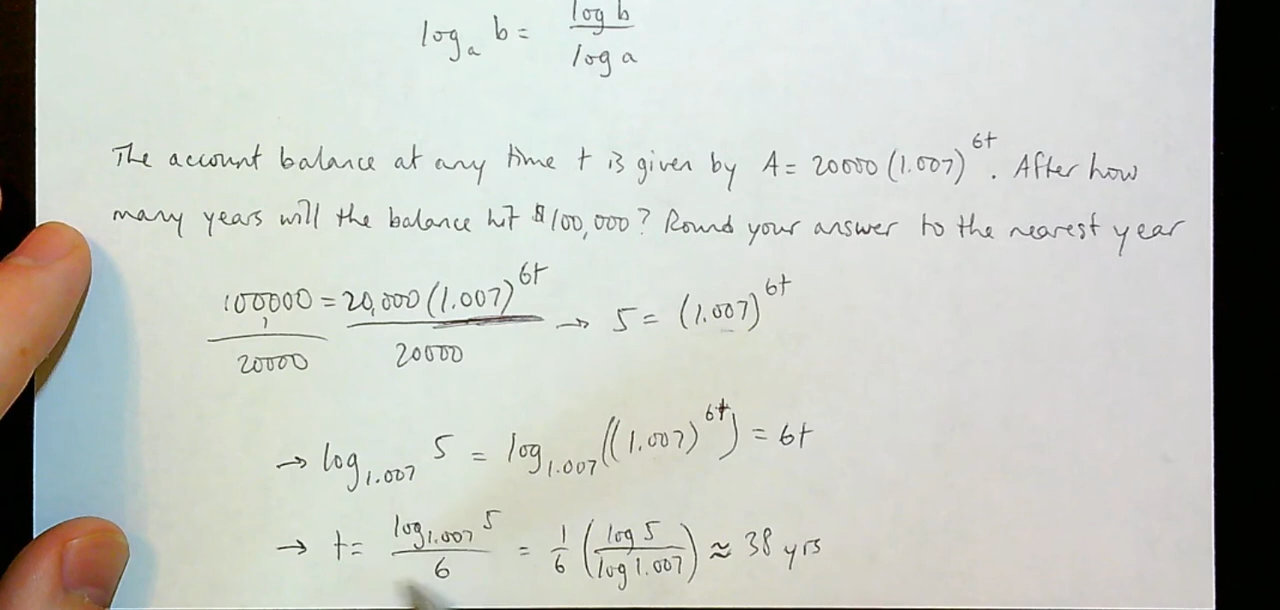 logₐ b = log b / log a
The account balance at any time t is given by A = 20000 (1.007)^6t. After how
many years will the balance hit $100,000? Round your answer to the nearest year
100,000 / 20000 = 20,000 (1.007)^6t / 20000 → 5 = (1.007)^6t
→ log_1.007 5 = log_1.007 ((1.007)^6t) = 6t
→ t = log_1.007 5 / 6 = 1/6 (log 5 / log 1.007) ≈ 38 yrs